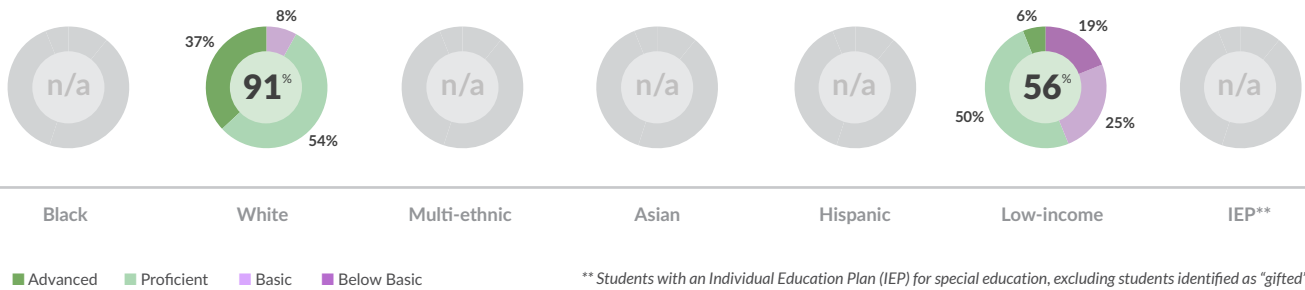 8%
6%
37%
19%
n/a
91%
n/a
n/a
n/a
56%
n/a
54%
50%
25%
Black White Multi-ethnic Asian Hispanic Low-income IEP**
Advanced Proficient Basic Below Basic ** Students with an Individual Education Plan (IEP) for special education, excluding students identified as “gifted”